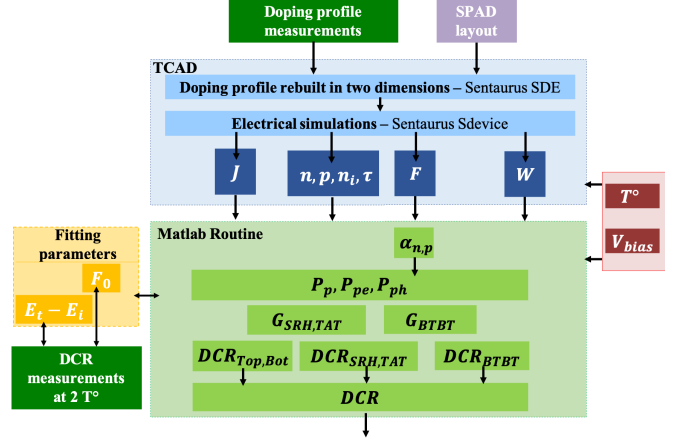 Doping profile
measurements
SPAD
layout
TCAD
Doping profile rebuilt in two dimensions – Sentaurus SDE
Electrical simulations – Sentaurus Sdevice
J
n, p, nᵢ, τ
F
W
T°
V_bias
Matlab Routine
α_n,p
P_p, P_pe, P_ph
G_SRH,TAT
G_BTBT
DCR_Top,Bot
DCR_SRH,TAT
DCR_BTBT
DCR
Fitting
parameters
F₀
E_t − E_i
DCR
measurements
at 2 T°